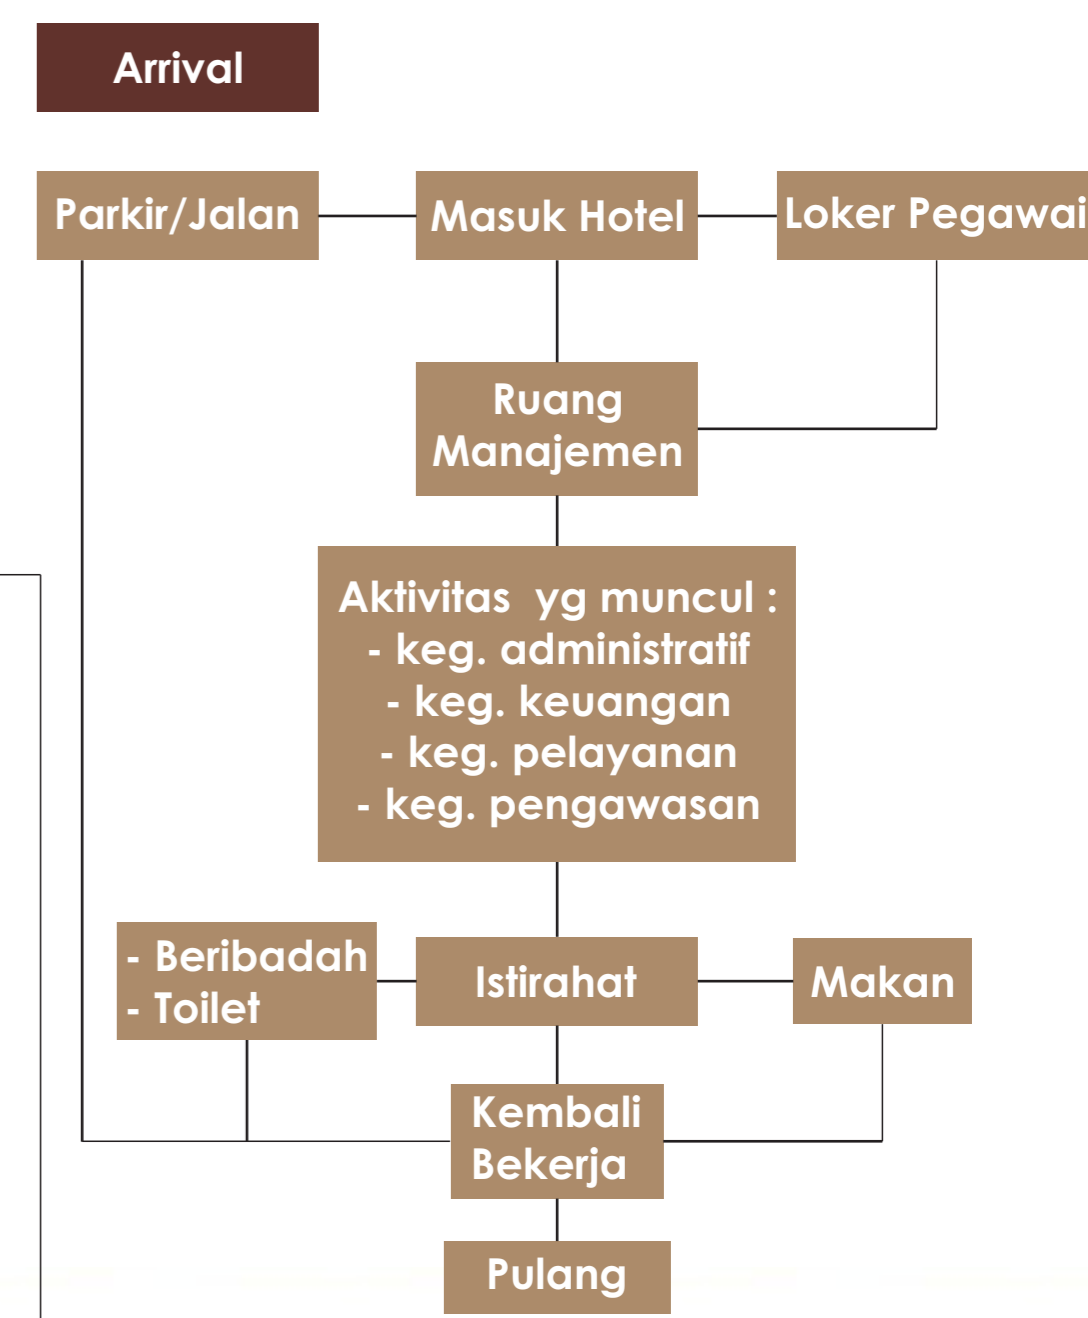 Arrival
Parkir/Jalan
Masuk Hotel
Loker Pegawai
Ruang
Manajemen
Aktivitas  yg muncul :
- keg. administratif
- keg. keuangan
- keg. pelayanan
- keg. pengawasan
- Beribadah
- Toilet
Istirahat
Makan
Kembali
Bekerja
Pulang